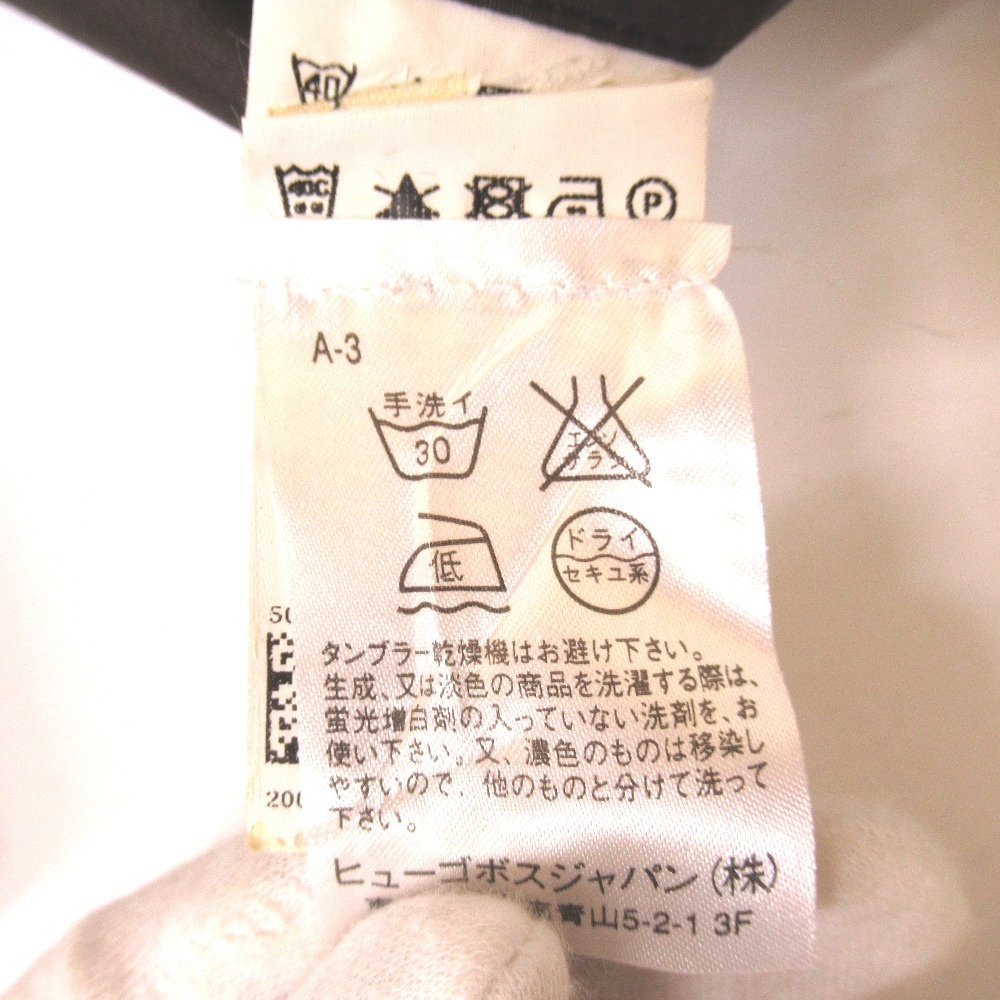 40
40C
P
A-3
手洗イ
30
エンソ
サラシ
低
ドライ
セキユ系
タンブラー乾燥機はお避け下さい。
生成、又は淡色の商品を洗濯する際は、
蛍光増白剤の入っていない洗剤を、お
使い下さい。又、濃色のものは移染し
やすいので、他のものと分けて洗って
下さい。
ヒューゴボスジャパン(株)
青山5-2-1 3F